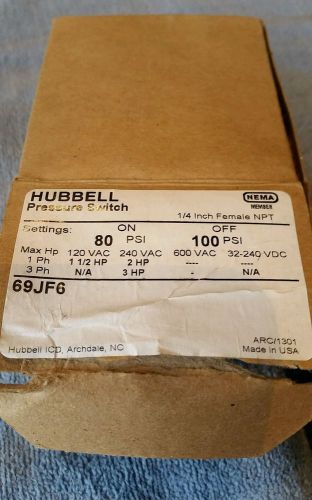 HUBBELL
Pressure Switch
NEMA
MEMBER
1/4 Inch Female NPT
Settings: ON OFF
80 PSI 100 PSI
Max Hp 120 VAC 240 VAC 600 VAC 32-240 VDC
1 Ph 1 1/2 HP 2 HP ---- ----
3 Ph N/A 3 HP - N/A
69JF6
ARC/1301
Hubbell ICD, Archdale, NC Made in USA